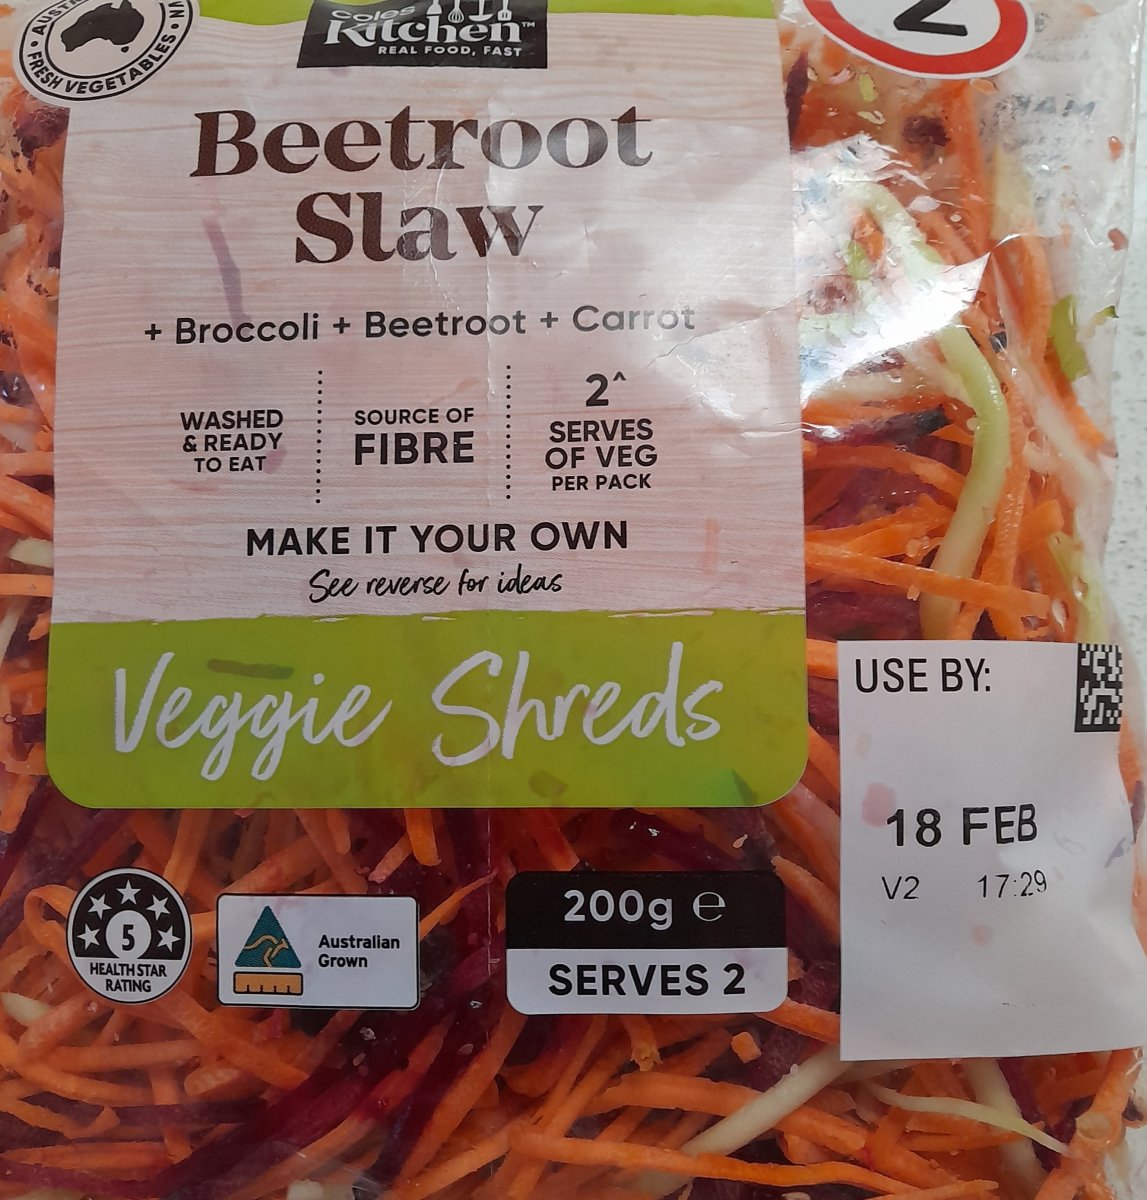 FRESH VEGETABLES
coles
Kitchen™
REAL FOOD, FAST
2
Beetroot
Slaw
+ Broccoli + Beetroot + Carrot
WASHED
& READY
TO EAT
SOURCE OF
FIBRE
2^
SERVES
OF VEG
PER PACK
MAKE IT YOUR OWN
See reverse for ideas
Veggie Shreds
USE BY:
18 FEB
V2 17:29
5
HEALTH STAR
RATING
Australian
Grown
200g ℮
SERVES 2